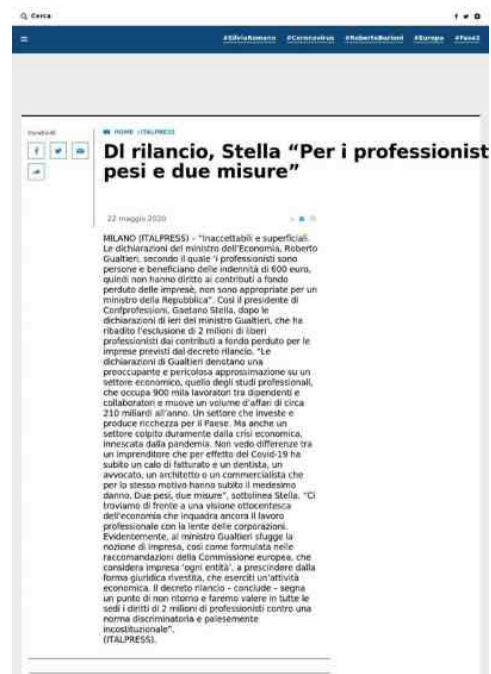 Cerca
#SilviaRomano #Coronavirus #RobertoBurioni #Europa #Fase2
Condividi
HOME ITALPRESS
Dl rilancio, Stella “Per i professionist
pesi e due misure”
22 maggio 2020
MILANO (ITALPRESS) – “Inaccettabili e superficiali.
Le dichiarazioni del ministro dell’Economia, Roberto
Gualtieri, secondo il quale ‘i professionisti sono
persone e beneficiano delle indennità di 600 euro,
quindi non hanno diritto ai contributi a fondo
perduto delle imprese, non sono appropriate per un
ministro della Repubblica”. Così il presidente di
Confprofessioni, Gaetano Stella, dopo le
dichiarazioni di ieri del ministro Gualtieri, che ha
ribadito l’esclusione di 2 milioni di liberi
professionisti dai contributi a fondo perduto per le
imprese previsti dal decreto rilancio. “Le
dichiarazioni di Gualtieri denotano una
preoccupante e pericolosa approssimazione su un
settore economico, quello degli studi professionali,
che occupa 900 mila lavoratori tra dipendenti e
collaboratori e muove un volume d’affari di circa
210 miliardi all’anno. Un settore che investe e
produce ricchezza per il Paese. Ma anche un
settore colpito duramente dalla crisi economica,
innescata dalla pandemia. Non vedo differenze tra
un imprenditore che per effetto del Covid-19 ha
subito un calo di fatturato e un dentista, un
avvocato, un architetto o un commercialista che
per lo stesso motivo hanno subito il medesimo
danno. Due pesi, due misure”, sottolinea Stella. “Ci
troviamo di fronte a una visione ottocentesca
dell’economia che inquadra ancora il lavoro
professionale con la lente delle corporazioni.
Evidentemente, al ministro Gualtieri sfugge la
nozione di impresa, così come formulata nelle
raccomandazioni della Commissione europea, che
considera impresa ‘ogni entità’, a prescindere dalla
forma giuridica rivestita, che eserciti un’attività
economica. Il decreto rilancio – conclude – segna
un punto di non ritorno e faremo valere in tutte le
sedi i diritti di 2 milioni di professionisti contro una
norma discriminatoria e palesemente
incostituzionale”.
(ITALPRESS).